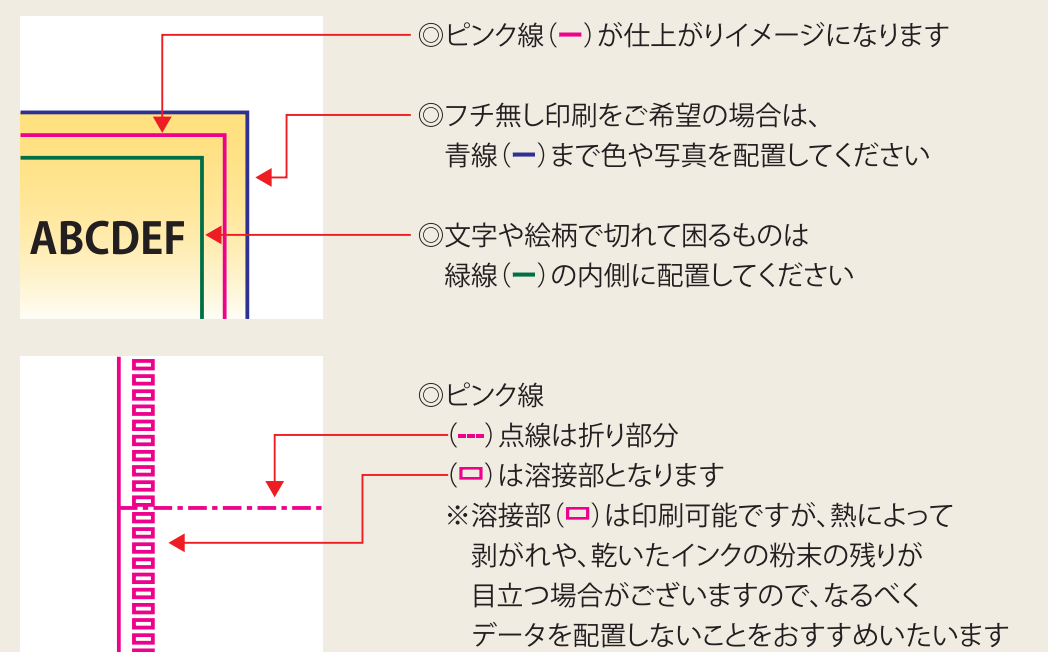 ◎ピンク線(ー)が仕上がりイメージになります
◎フチ無し印刷をご希望の場合は、
青線(ー)まで色や写真を配置してください
ABCDEF
◎文字や絵柄で切れて困るものは
緑線(ー)の内側に配置してください
◎ピンク線
(---)点線は折り部分
(▭)は溶接部となります
※溶接部(▭)は印刷可能ですが、熱によって
剥がれや、乾いたインクの粉末の残りが
目立つ場合がございますので、なるべく
データを配置しないことをおすすめいたいます